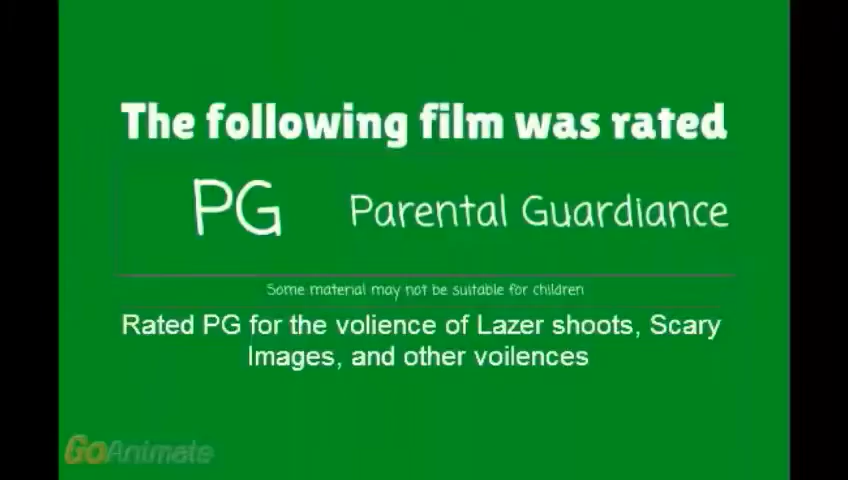 The following film was rated
PG Parental Guardiance
Some material may not be suitable for children
Rated PG for the volience of Lazer shoots, Scary
Images, and other voilences
GoAnimate